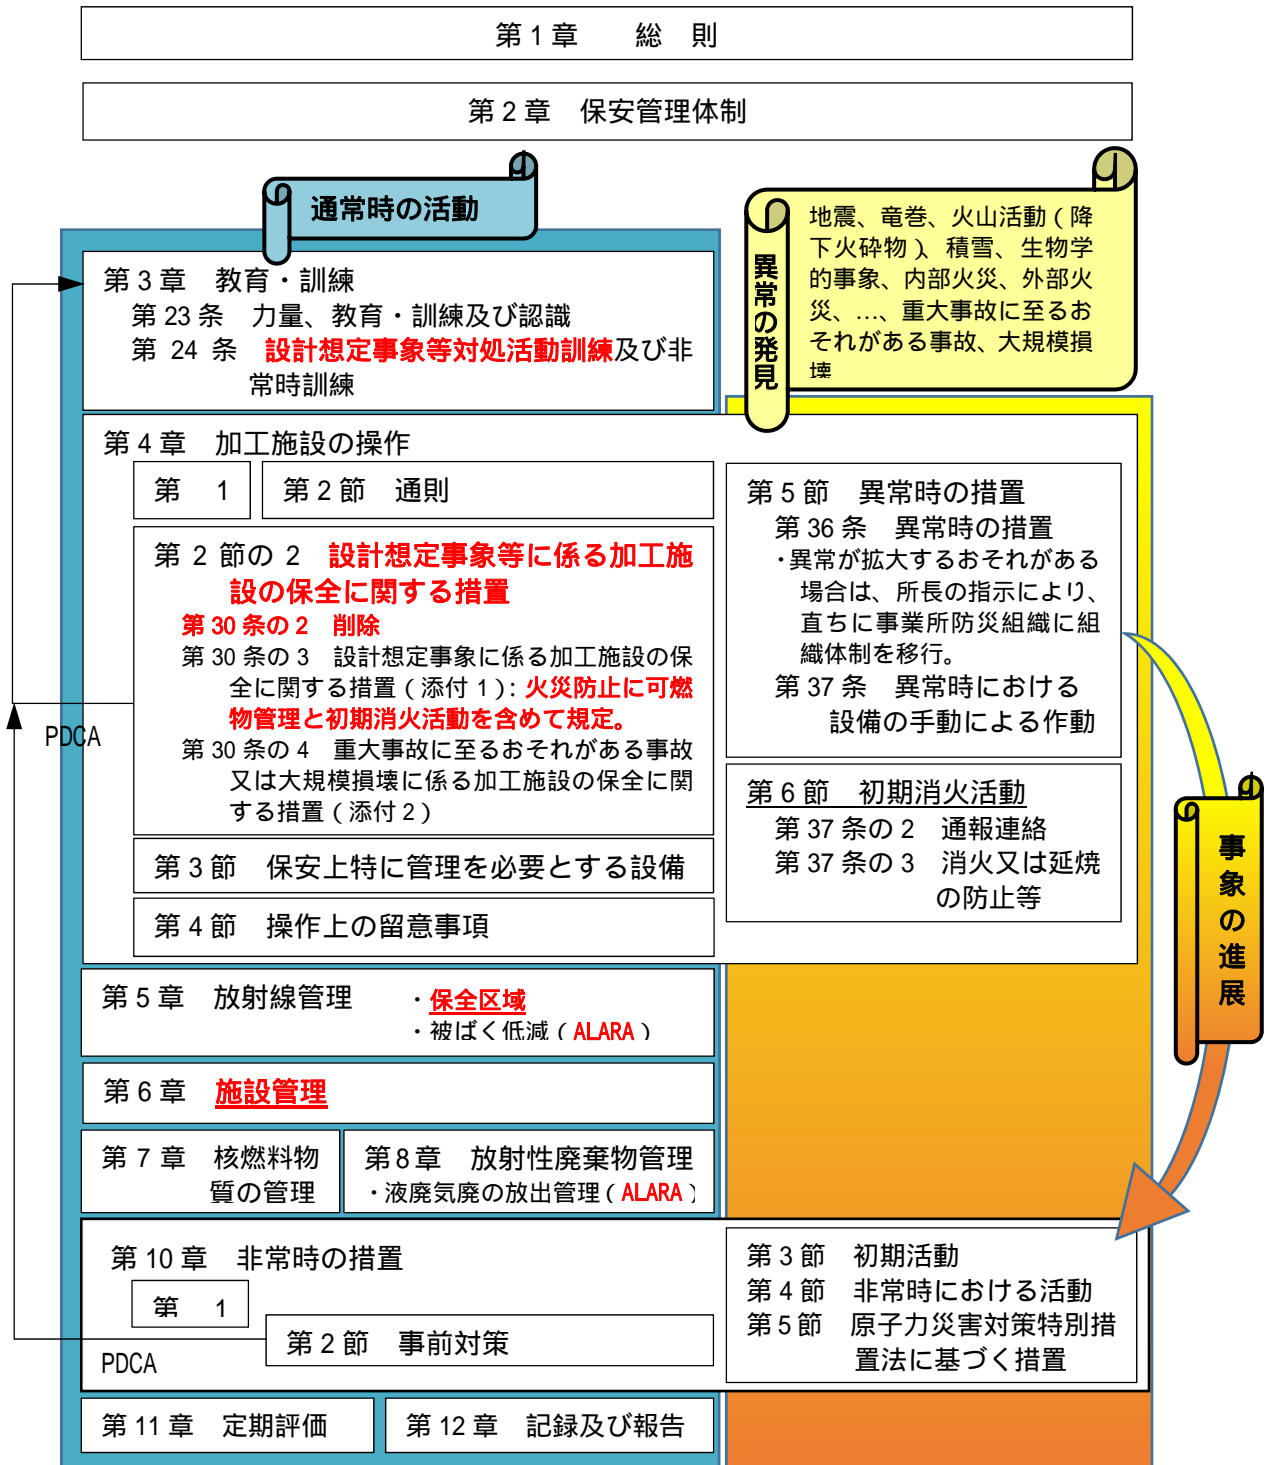 第1章　総　則
第2章　保安管理体制
通常時の活動
異常の発見
地震、竜巻、火山活動（降
下火砕物）、積雪、生物学
的事象、内部火災、外部火
災、…、重大事故に至るお
それがある事故、大規模損
壊
第3章　教育・訓練
第23条　力量、教育・訓練及び認識
第 24 条　設計想定事象等対処活動訓練及び非
常時訓練
第4章　加工施設の操作
第　1
第2節　通則
第 2 節の 2　設計想定事象等に係る加工施
設の保全に関する措置
第30条の2　削除
第30条の3　設計想定事象に係る加工施設の保
全に関する措置（添付1）：火災防止に可燃
物管理と初期消火活動を含めて規定。
第30条の4　重大事故に至るおそれがある事故
又は大規模損壊に係る加工施設の保全に関
する措置（添付2）
第3節　保安上特に管理を必要とする設備
第4節　操作上の留意事項
第5節　異常時の措置
第36条　異常時の措置
・異常が拡大するおそれがある
場合は、所長の指示により、
直ちに事業所防災組織に組
織体制を移行。
第37条　異常時における
設備の手動による作動
第6節　初期消火活動
第37条の2　通報連絡
第37条の3　消火又は延焼
の防止等
PDCA
事象の進展
第5章　放射線管理
・保全区域
・被ばく低減（ALARA）
第6章　施設管理
第 7 章　核燃料物
質の管理
第8章　放射性廃棄物管理
・液廃気廃の放出管理（ALARA）
第10章　非常時の措置
第　1
第2節　事前対策
PDCA
第3節　初期活動
第4節　非常時における活動
第5節　原子力災害対策特別措
置法に基づく措置
第11章　定期評価
第12章　記録及び報告